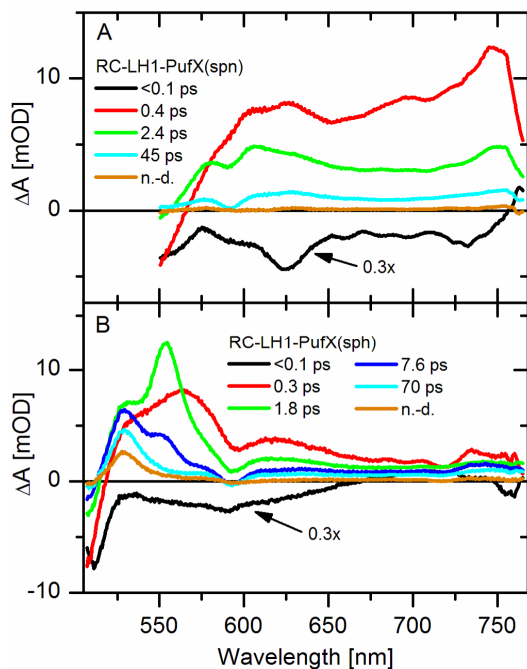 A
RC-LH1-PufX(spn)
<0.1 ps
0.4 ps
2.4 ps
45 ps
n.-d.
10
0
ΔA [mOD]
0.3x
B
RC-LH1-PufX(sph)
<0.1 ps
0.3 ps
1.8 ps
7.6 ps
70 ps
n.-d.
10
0
-10
ΔA [mOD]
0.3x
550 600 650 700 750
Wavelength [nm]